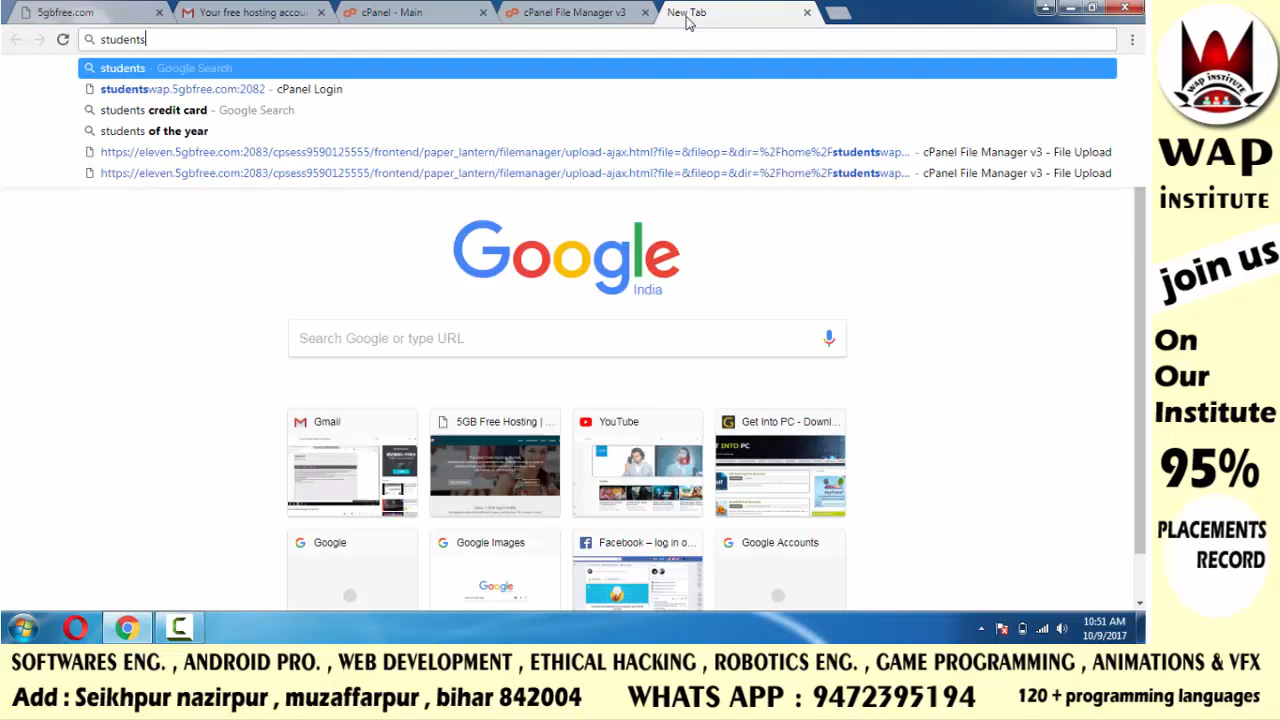 5gbfree.com
Your free hosting accou
cPanel - Main
cPanel File Manager v3
New Tab
students
students - Google Search
studentswap.5gbfree.com:2082 - cPanel Login
students credit card - Google Search
students of the year
https://eleven.5gbfree.com:2083/cpsess9590125555/frontend/paper_lantern/filemanager/upload-ajax.html?file=&fileop=&dir=%2Fhome%2Fstudentswap... - cPanel File Manager v3 - File Upload
https://eleven.5gbfree.com:2083/cpsess9590125555/frontend/paper_lantern/filemanager/upload-ajax.html?file=&fileop=&dir=%2Fhome%2Fstudentswap... - cPanel File Manager v3 - File Upload
Google
India
Search Google or type URL
Gmail
5GB Free Hosting | ...
YouTube
Get Into PC - Downl...
INTO PC
Google
Google Images
Facebook – log in o...
Google Accounts
Google
10:51 AM
10/9/2017
WAP INSTITUTE
WAP
INSTITUTE
join us
On
Our
Institute
95%
PLACEMENTS
RECORD
SOFTWARES ENG. , ANDROID PRO. , WEB DEVELOPMENT , ETHICAL HACKING , ROBOTICS ENG. , GAME PROGRAMMING , ANIMATIONS & VFX
Add : Seikhpur nazirpur , muzaffarpur , bihar 842004
WHATS APP : 9472395194
120 + programming languages